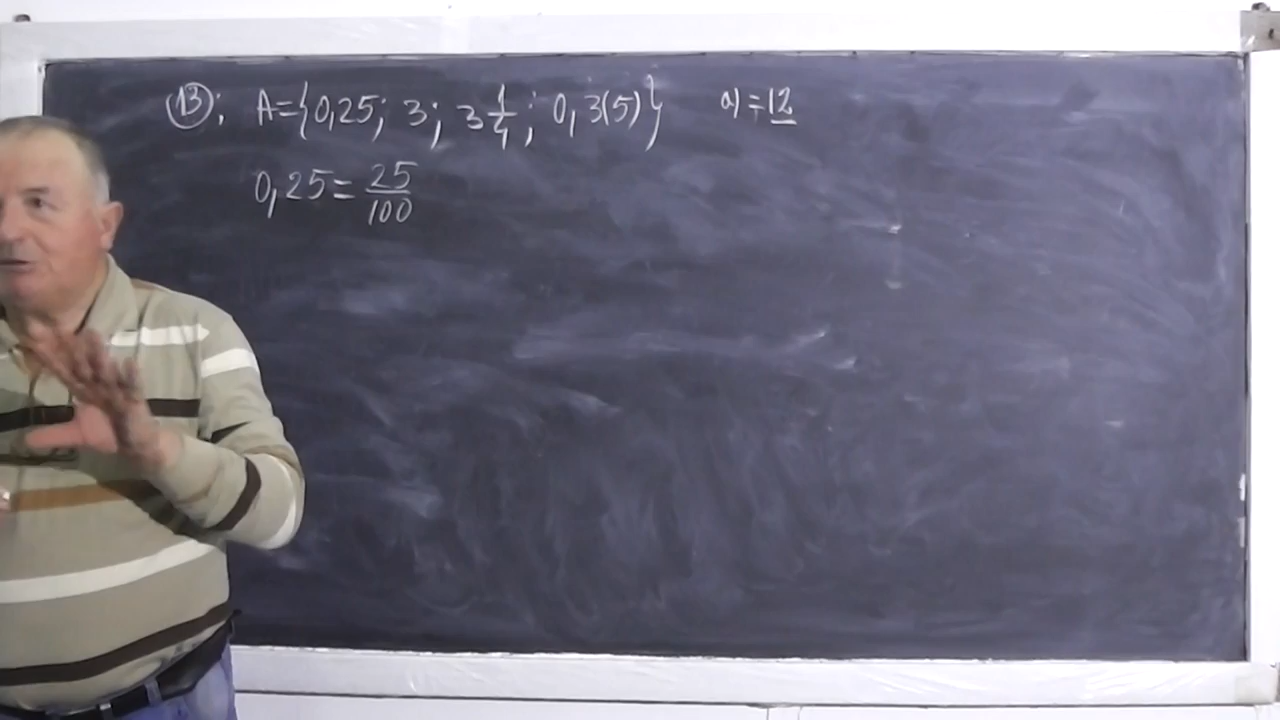 13; A={0,25; 3; 3 1/4; 0,3(5)} a) = 12
0,25= 25/100